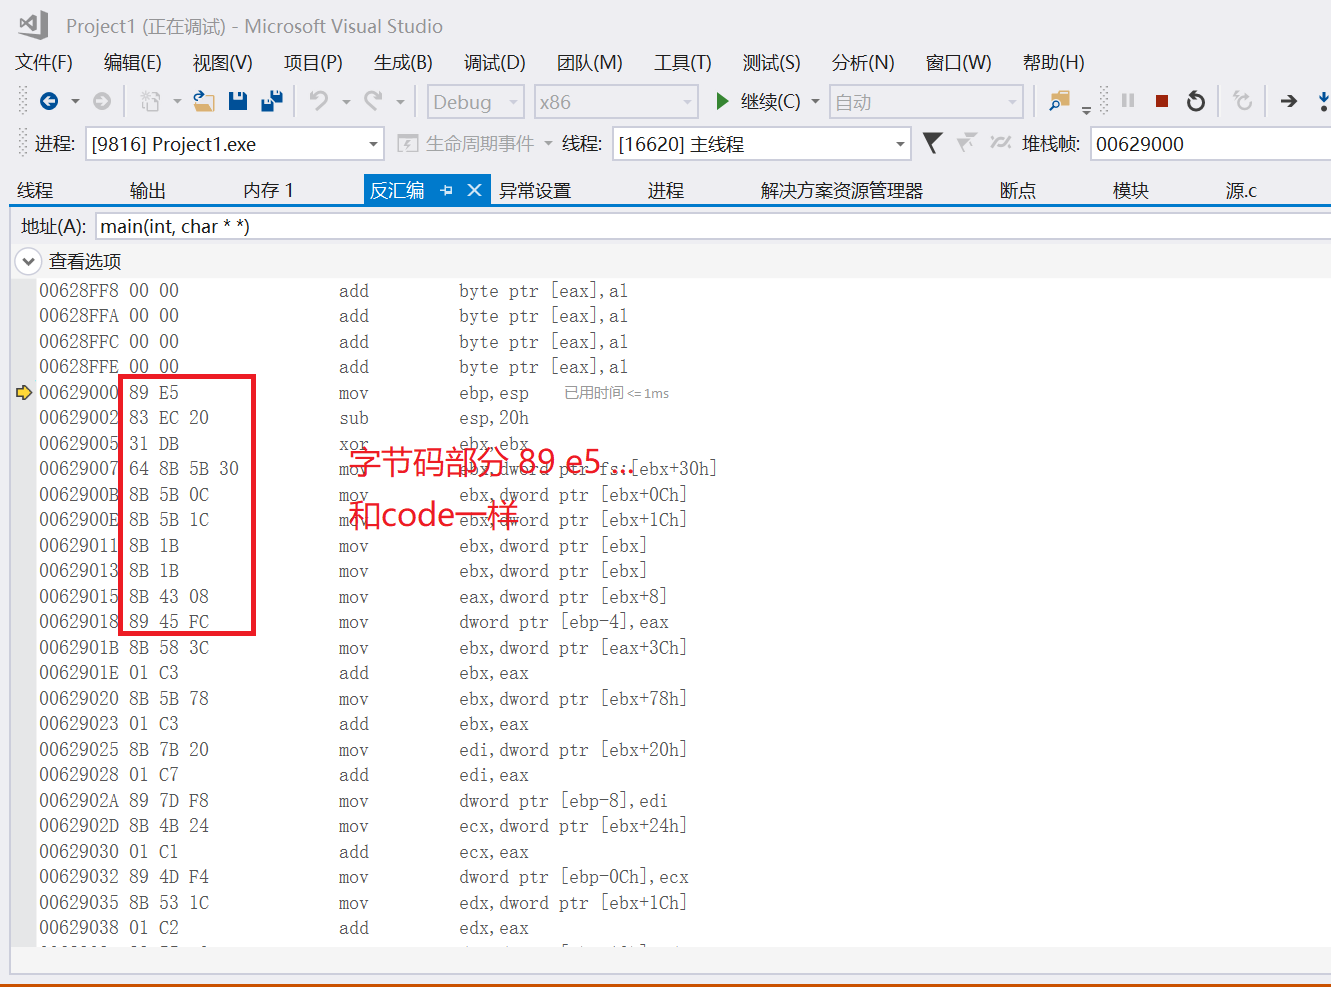 Project1 (正在调试) - Microsoft Visual Studio
文件(F) 编辑(E) 视图(V) 项目(P) 生成(B) 调试(D) 团队(M) 工具(T) 测试(S) 分析(N) 窗口(W) 帮助(H)
Debug x86 继续(C) 自动
进程: [9816] Project1.exe 生命周期事件 线程: [16620] 主线程 堆栈帧: 00629000
线程 输出 内存 1 反汇编 异常设置 进程 解决方案资源管理器 断点 模块 源.c
地址(A): main(int, char * *)
查看选项
00628FF8 00 00 add byte ptr [eax],al
00628FFA 00 00 add byte ptr [eax],al
00628FFC 00 00 add byte ptr [eax],al
00628FFE 00 00 add byte ptr [eax],al
00629000 89 E5 mov ebp,esp 已用时间 <= 1ms
00629002 83 EC 20 sub esp,20h
00629005 31 DB xor ebx,ebx
字节码部分 89 e5 ...
00629007 64 8B 5B 30 mov ebx,dword ptr fs:[ebx+30h]
0062900B 8B 5B 0C mov ebx,dword ptr [ebx+0Ch]
和code一样
0062900E 8B 5B 1C mov ebx,dword ptr [ebx+1Ch]
00629011 8B 1B mov ebx,dword ptr [ebx]
00629013 8B 1B mov ebx,dword ptr [ebx]
00629015 8B 43 08 mov eax,dword ptr [ebx+8]
00629018 89 45 FC mov dword ptr [ebp-4],eax
0062901B 8B 58 3C mov ebx,dword ptr [eax+3Ch]
0062901E 01 C3 add ebx,eax
00629020 8B 5B 78 mov ebx,dword ptr [ebx+78h]
00629023 01 C3 add ebx,eax
00629025 8B 7B 20 mov edi,dword ptr [ebx+20h]
00629028 01 C7 add edi,eax
0062902A 89 7D F8 mov dword ptr [ebp-8],edi
0062902D 8B 4B 24 mov ecx,dword ptr [ebx+24h]
00629030 01 C1 add ecx,eax
00629032 89 4D F4 mov dword ptr [ebp-0Ch],ecx
00629035 8B 53 1C mov edx,dword ptr [ebx+1Ch]
00629038 01 C2 add edx,eax